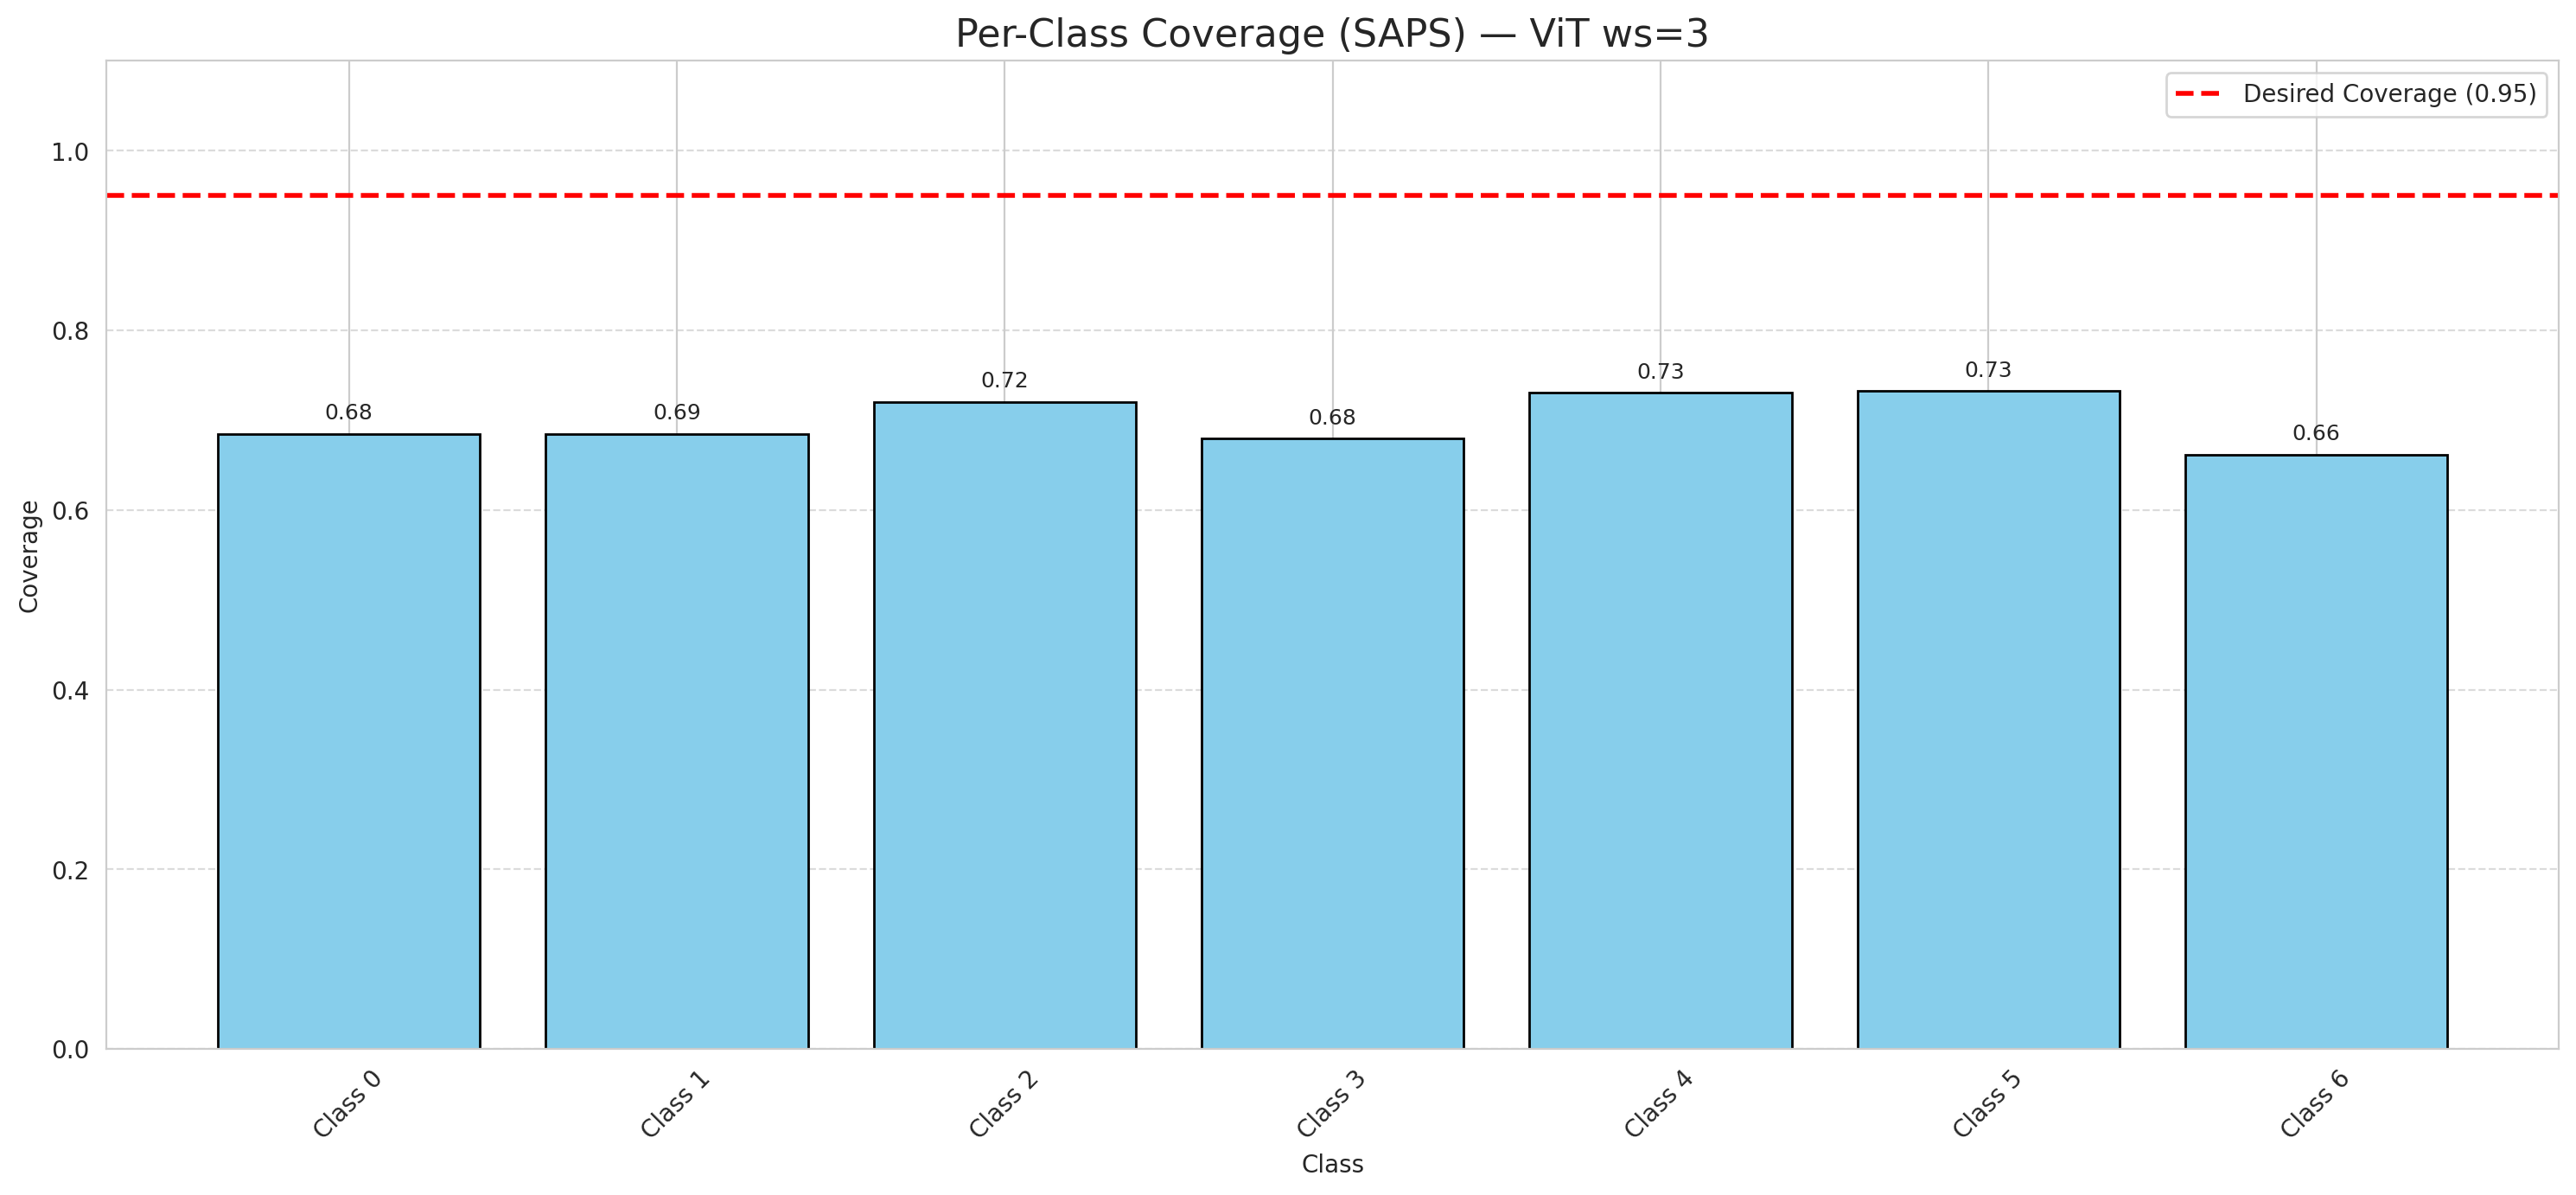 Per-Class Coverage (SAPS) — ViT ws=3
Desired Coverage (0.95)
Coverage
1.0
0.8
0.6
0.4
0.2
0.0
0.68
0.69
0.72
0.68
0.73
0.73
0.66
Class 0
Class 1
Class 2
Class 3
Class 4
Class 5
Class 6
Class